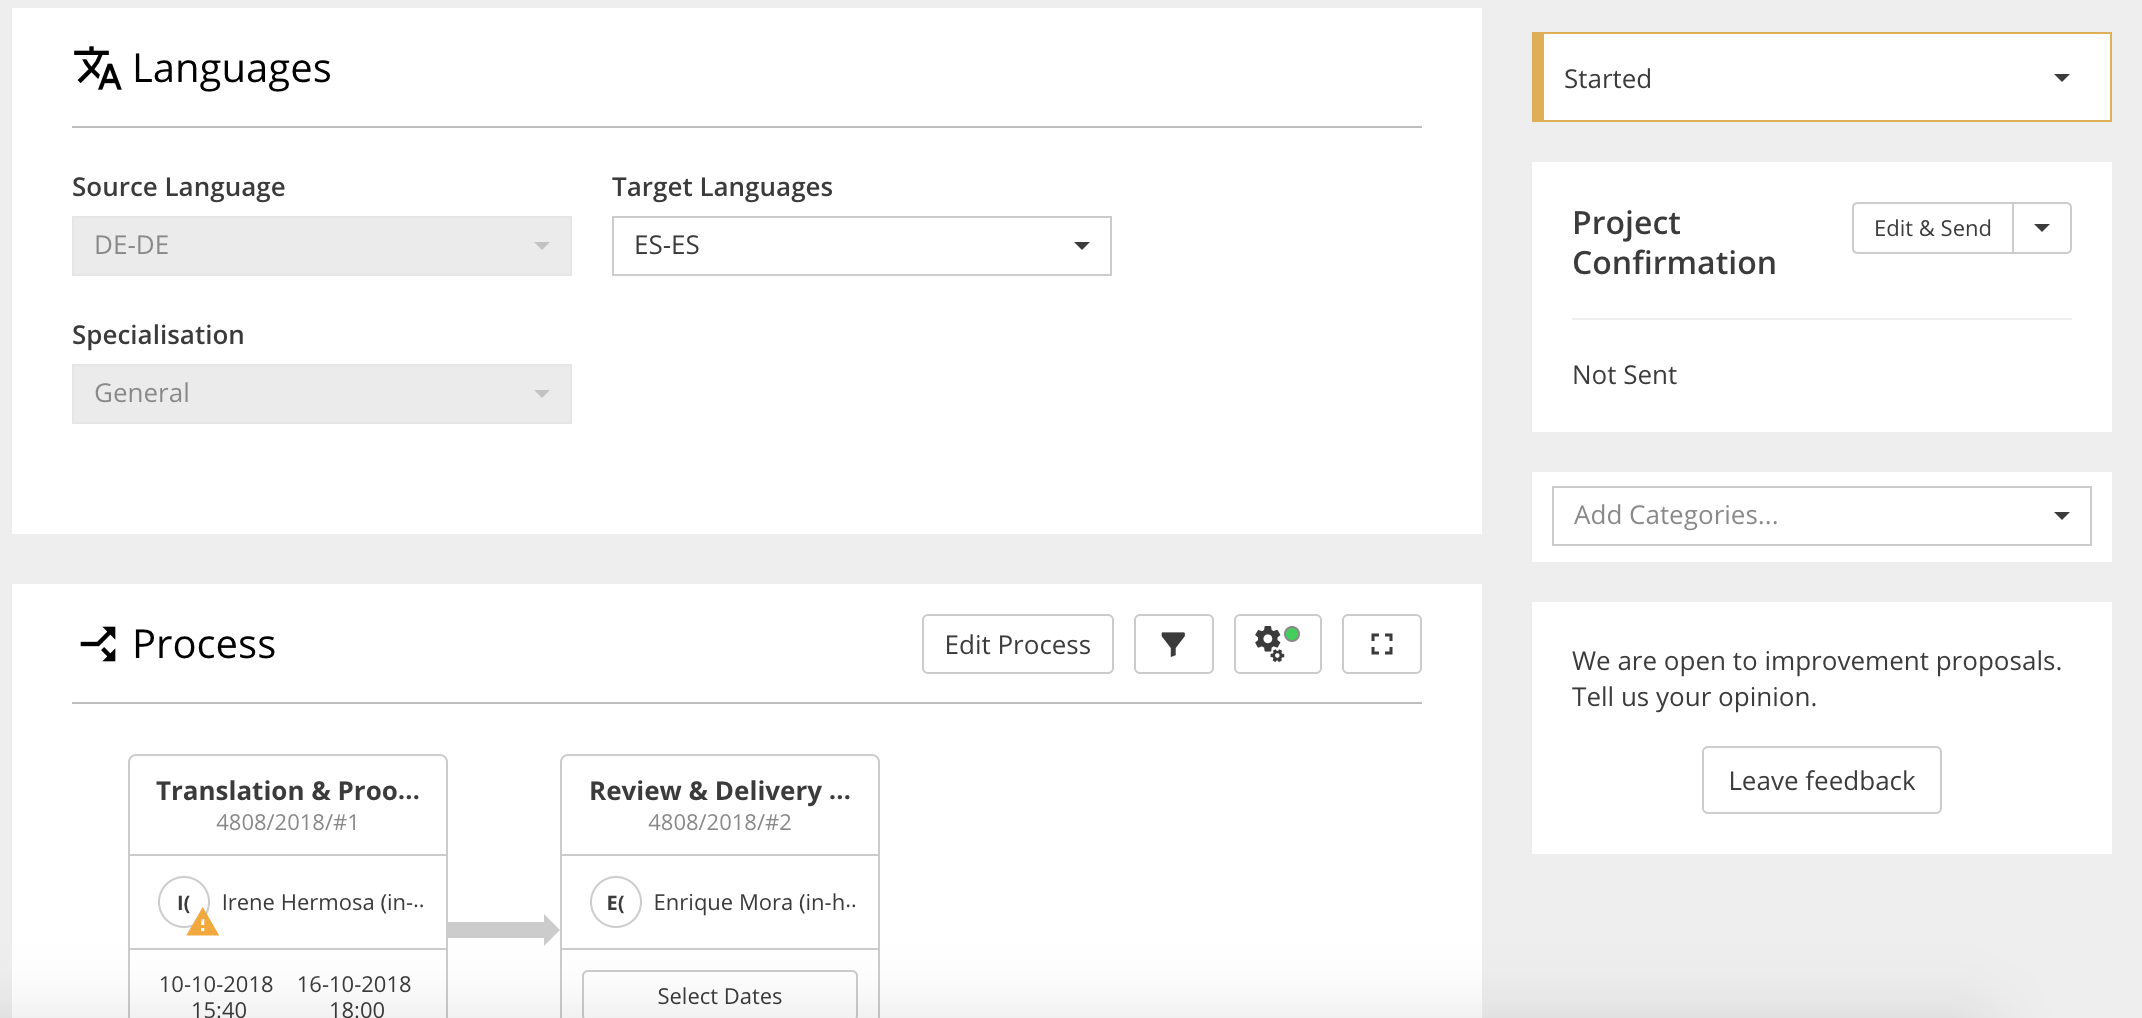 Languages
Source Language
Target Languages
DE-DE
ES-ES
Specialisation
General
Process
Edit Process
Translation & Proo...
4808/2018/#1
I(
Irene Hermosa (in-..
10-10-2018
15:40
16-10-2018
18:00
Review & Delivery ...
4808/2018/#2
E(
Enrique Mora (in-h..
Select Dates
Started
Project
Confirmation
Edit & Send
Not Sent
Add Categories...
We are open to improvement proposals.
Tell us your opinion.
Leave feedback